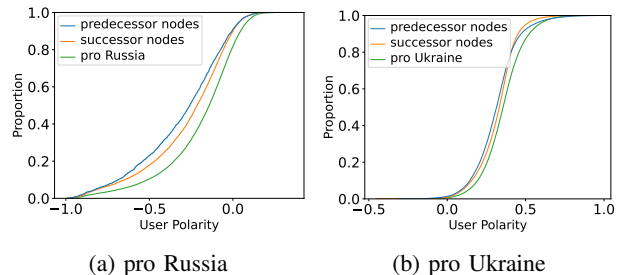 1.0
0.8
0.6
0.4
0.2
0.0
Proportion
predecessor nodes
successor nodes
pro Russia
-1.0
-0.5
0.0
User Polarity
(a) pro Russia
1.0
0.8
0.6
0.4
0.2
0.0
Proportion
predecessor nodes
successor nodes
pro Ukraine
-0.5
0.0
0.5
1.0
User Polarity
(b) pro Ukraine